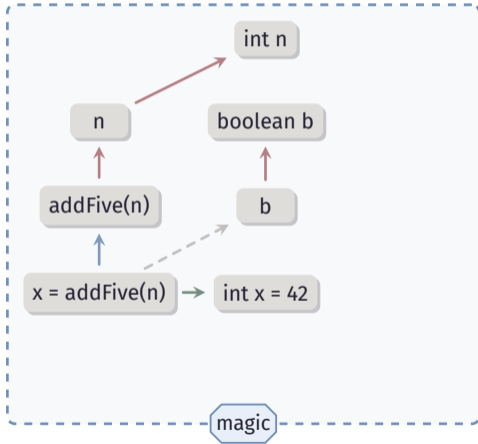 int n
n
boolean b
addFive(n)
b
x = addFive(n)
int x = 42
magic